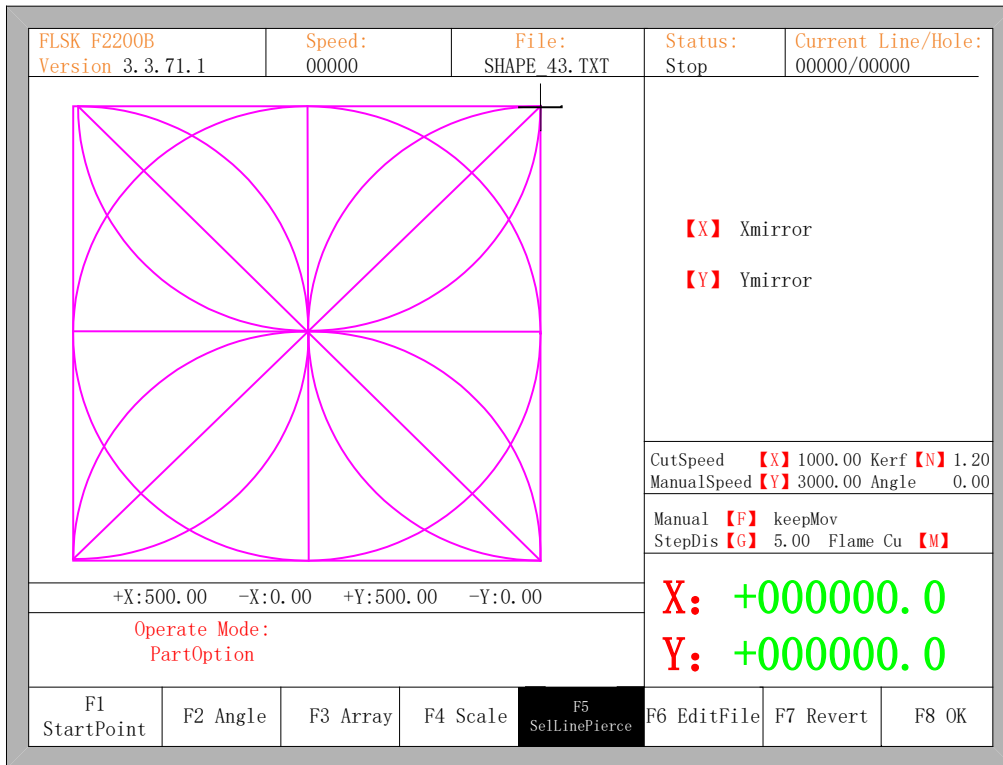 FLSK F2200B
Version 3.3.71.1
Speed:
00000
File:
SHAPE_43.TXT
Status:
Stop
Current Line/Hole:
00000/00000
【X】 Xmirror
【Y】 Ymirror
CutSpeed 【X】 1000.00 Kerf【N】 1.20
ManualSpeed【Y】 3000.00 Angle 0.00
Manual 【F】 keepMov
StepDis【G】 5.00 Flame Cu 【M】
+X:500.00 -X:0.00 +Y:500.00 -Y:0.00
Operate Mode:
PartOption
X: +000000.0
Y: +000000.0
F1
StartPoint
F2 Angle
F3 Array
F4 Scale
F5
SelLinePierce
F6 EditFile
F7 Revert
F8 OK